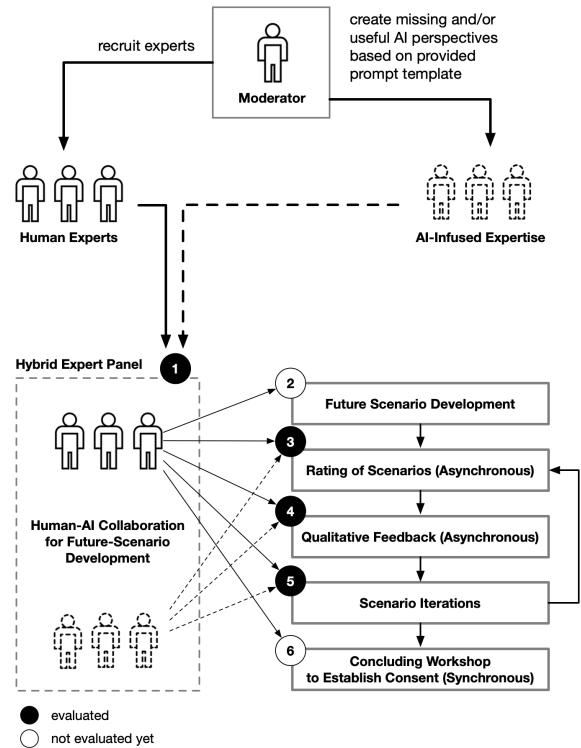 recruit experts
create missing and/or
useful AI perspectives
based on provided
prompt template
Moderator
Human Experts
AI-Infused Expertise
Hybrid Expert Panel
1
2
Future Scenario Development
3
Rating of Scenarios (Asynchronous)
4
Qualitative Feedback (Asynchronous)
Human-AI Collaboration
for Future-Scenario
Development
5
Scenario Iterations
6
Concluding Workshop
to Establish Consent (Synchronous)
evaluated
not evaluated yet